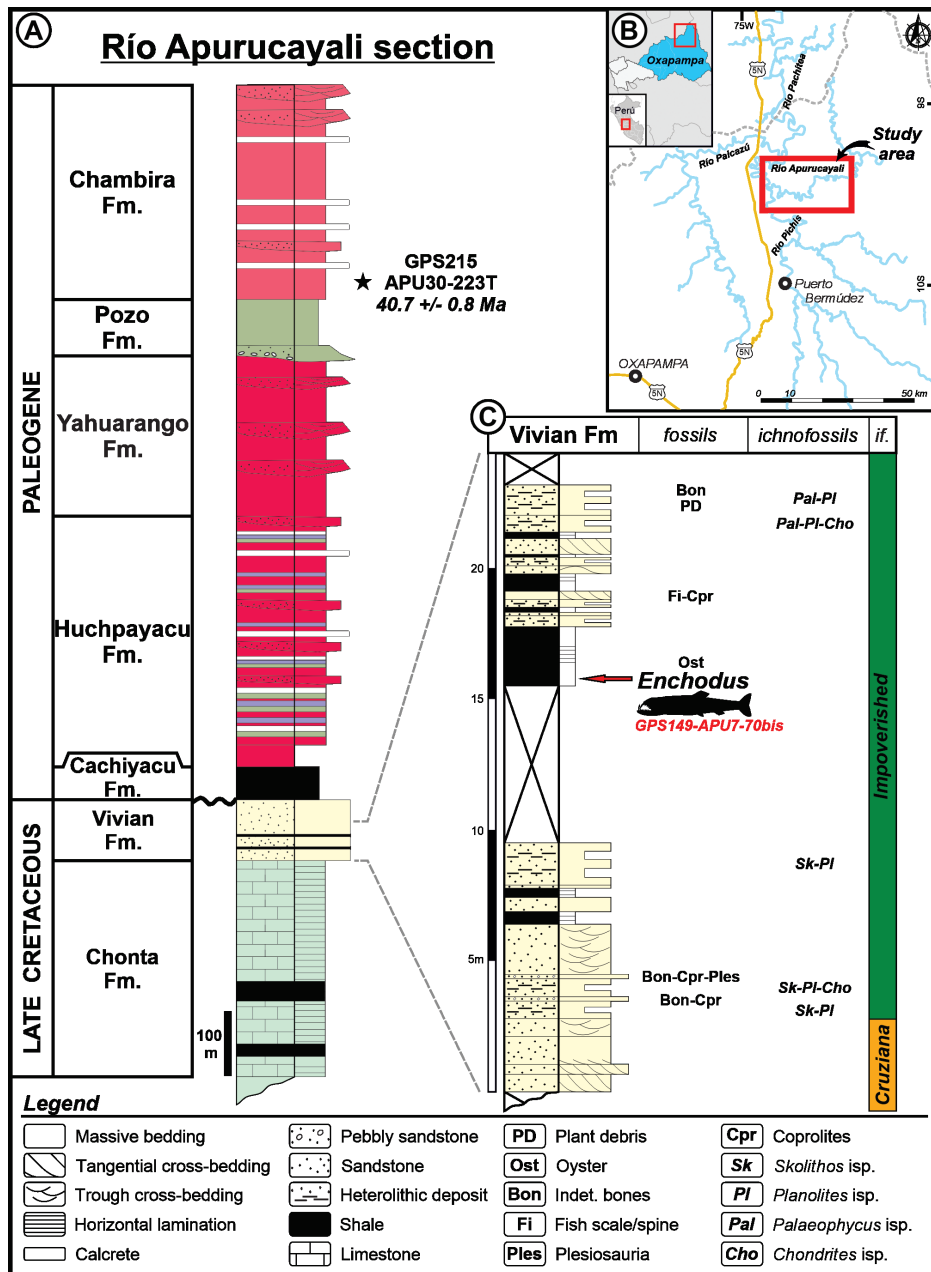 A
Río Apurucayali section
PALEOGENE
LATE CRETACEOUS
Chambira
Fm.
Pozo
Fm.
Yahuarango
Fm.
Huchpayacu
Fm.
Cachiyacu
Fm.
Vivian
Fm.
Chonta
Fm.
GPS215
APU30-223T
40.7 +/- 0.8 Ma
100
m
B
Oxapampa
Perú
75W
5N
Río Pachitea
9S
Study
area
Río Palcazú
Río Apurucayali
Río Pichis
10S
Puerto
Bermúdez
5N
OXAPAMPA
5N
0 10 50 km
C
Vivian Fm fossils ichnofossils if.
20
15
10
5m
Bon
PD
Fi-Cpr
Ost
Enchodus
GPS149-APU7-70bis
Bon-Cpr-Ples
Bon-Cpr
Pal-Pl
Pal-Pl-Cho
Sk-Pl
Sk-Pl-Cho
Sk-Pl
Impoverished
Cruziana
Legend
Massive bedding
Tangential cross-bedding
Trough cross-bedding
Horizontal lamination
Calcrete
Pebbly sandstone
Sandstone
Heterolithic deposit
Shale
Limestone
PD Plant debris
Ost Oyster
Bon Indet. bones
Fi Fish scale/spine
Ples Plesiosauria
Cpr Coprolites
Sk Skolithos isp.
Pl Planolites isp.
Pal Palaeophycus isp.
Cho Chondrites isp.